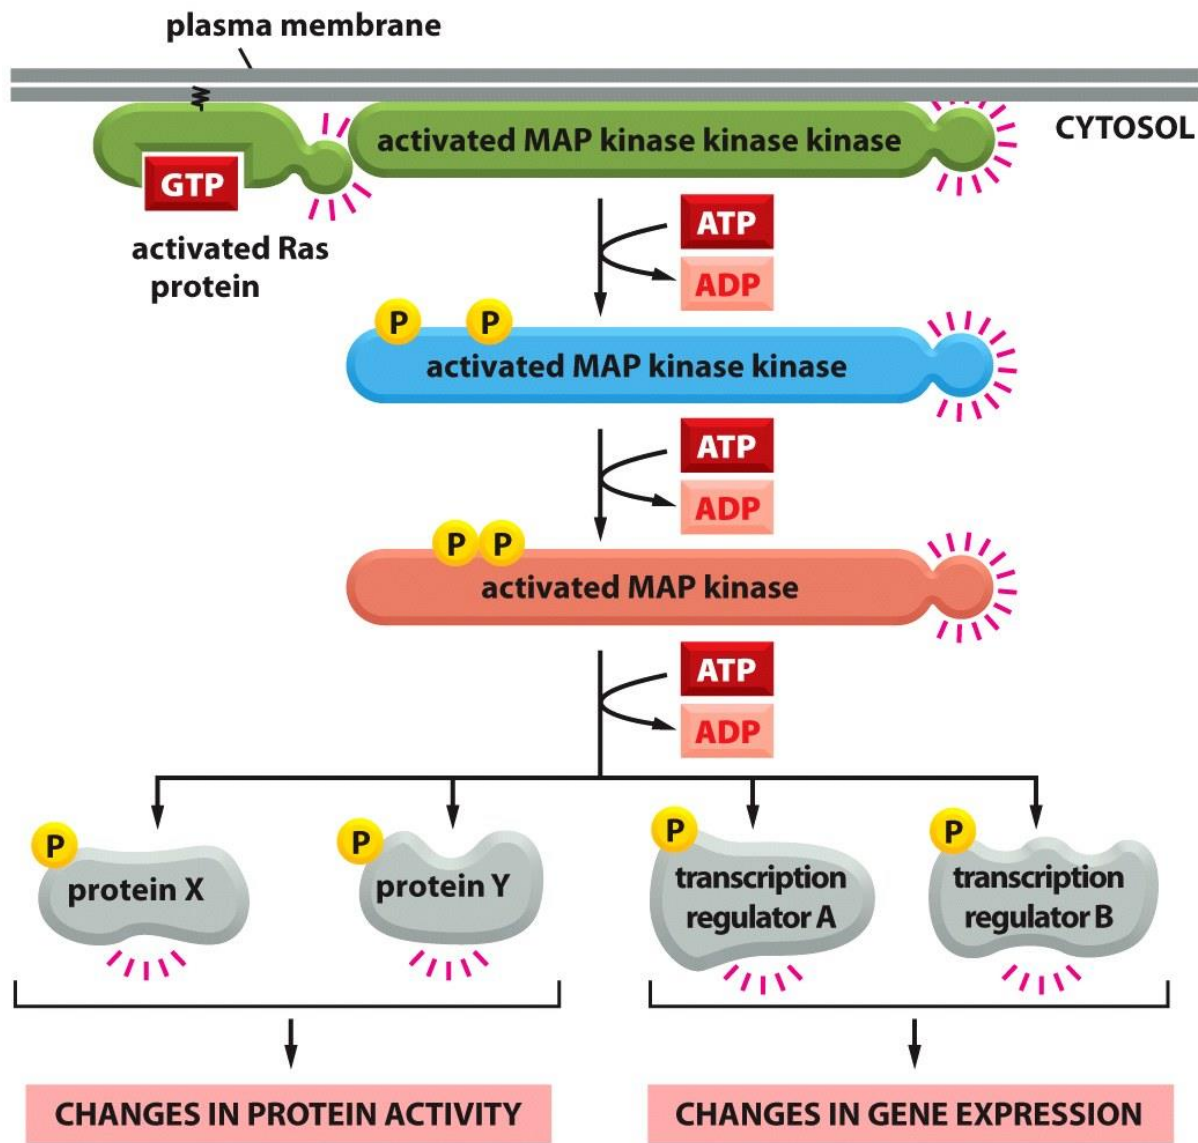 plasma membrane
CYTOSOL
activated MAP kinase kinase kinase
GTP
activated Ras
protein
ATP
ADP
P
P
activated MAP kinase kinase
ATP
ADP
P
P
activated MAP kinase
ATP
ADP
P
protein X
P
protein Y
P
transcription
regulator A
P
transcription
regulator B
CHANGES IN PROTEIN ACTIVITY
CHANGES IN GENE EXPRESSION